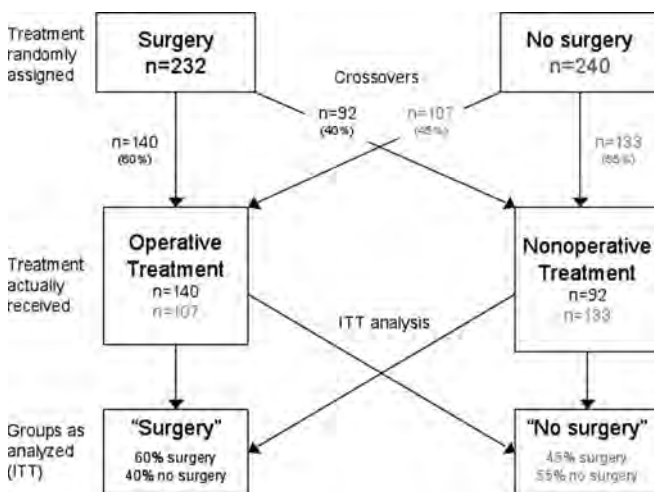 Treatment
randomly
assigned
Surgery
n=232
No surgery
n=240
Crossovers
n=140
(60%)
n=92
(40%)
n=107
(45%)
n=133
(55%)
Treatment
actually
received
Operative
Treatment
n=140
n=107
Nonoperative
Treatment
n=92
n=133
ITT analysis
Groups as
analyzed
(ITT)
"Surgery"
60% surgery
40% no surgery
"No surgery"
45% surgery
55% no surgery